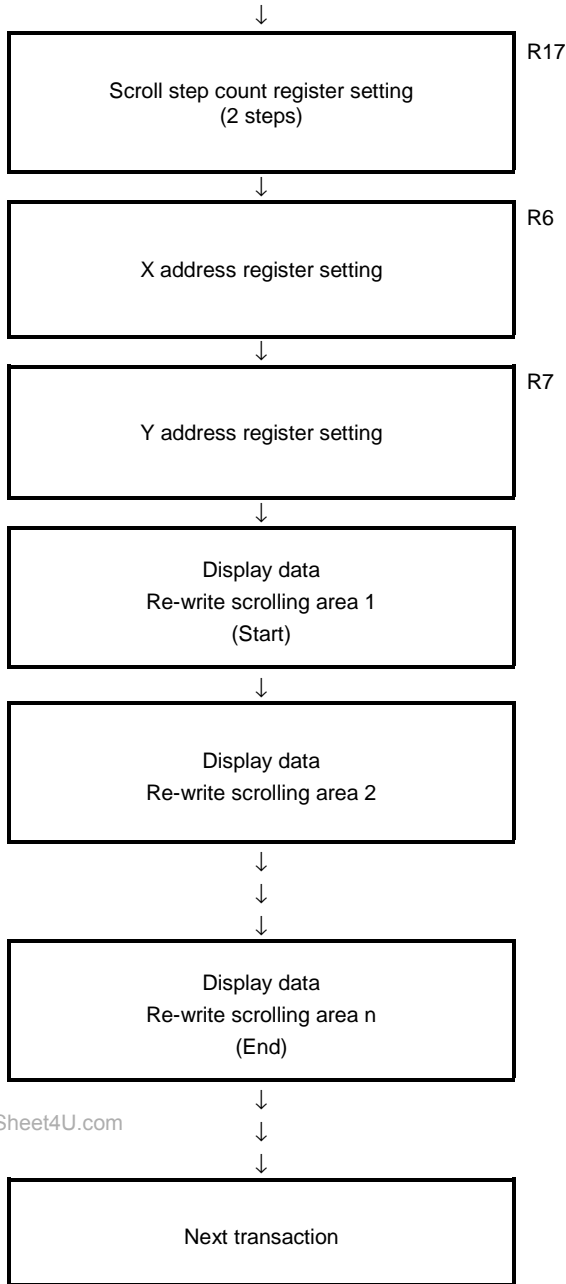 ↓
R17
Scroll step count register setting
(2 steps)
↓
R6
X address register setting
↓
R7
Y address register setting
↓
Display data
Re-write scrolling area 1
(Start)
↓
Display data
Re-write scrolling area 2
↓
↓
↓
Display data
Re-write scrolling area n
(End)
↓
Sheet4U.com
↓
↓
Next transaction